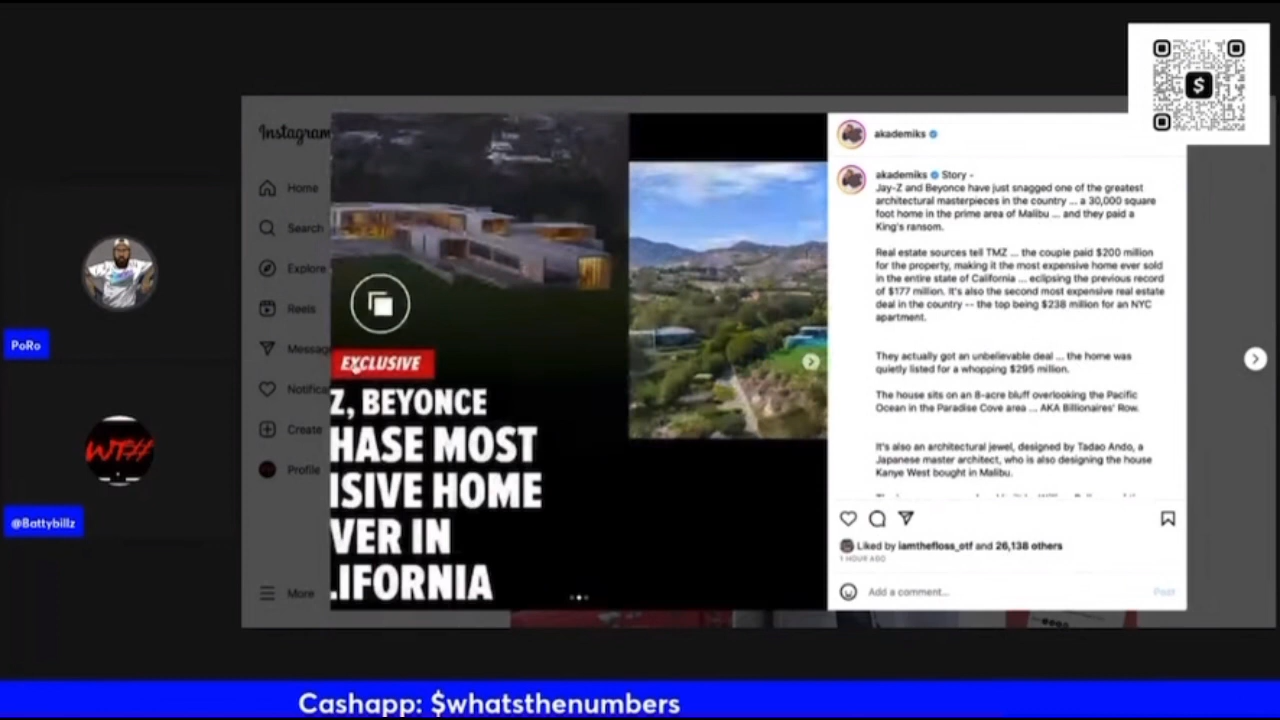 Instagram
Home
Search
Explore
Reels
Messag
Notifica
Create
Profile
More
EXCLUSIVE
Z, BEYONCE
HASE MOST
SIVE HOME
VER IN
LIFORNIA
akademiks
akademiks Story -
Jay-Z and Beyonce have just snagged one of the greatest
architectural masterpieces in the country ... a 30,000 square
foot home in the prime area of Malibu ... and they paid a
King's ransom.
Real estate sources tell TMZ ... the couple paid $200 million
for the property, making it the most expensive home ever sold
in the entire state of California ... eclipsing the previous record
of $177 million. It's also the second most expensive real estate
deal in the country -- the top being $238 million for an NYC
apartment.
They actually got an unbelievable deal ... the home was
quietly listed for a whopping $295 million.
The house sits on an 8-acre bluff overlooking the Pacific
Ocean in the Paradise Cove area ... AKA Billionaires' Row.
It's also an architectural jewel, designed by Tadao Ando, a
Japanese master architect, who is also designing the house
Kanye West bought in Malibu.
Liked by iamthefloss_otf and 26,138 others
1 HOUR AGO
Add a comment...
Post
$
PoRo
WTH
@Battybillz
Cashapp: $whatsthenumbers